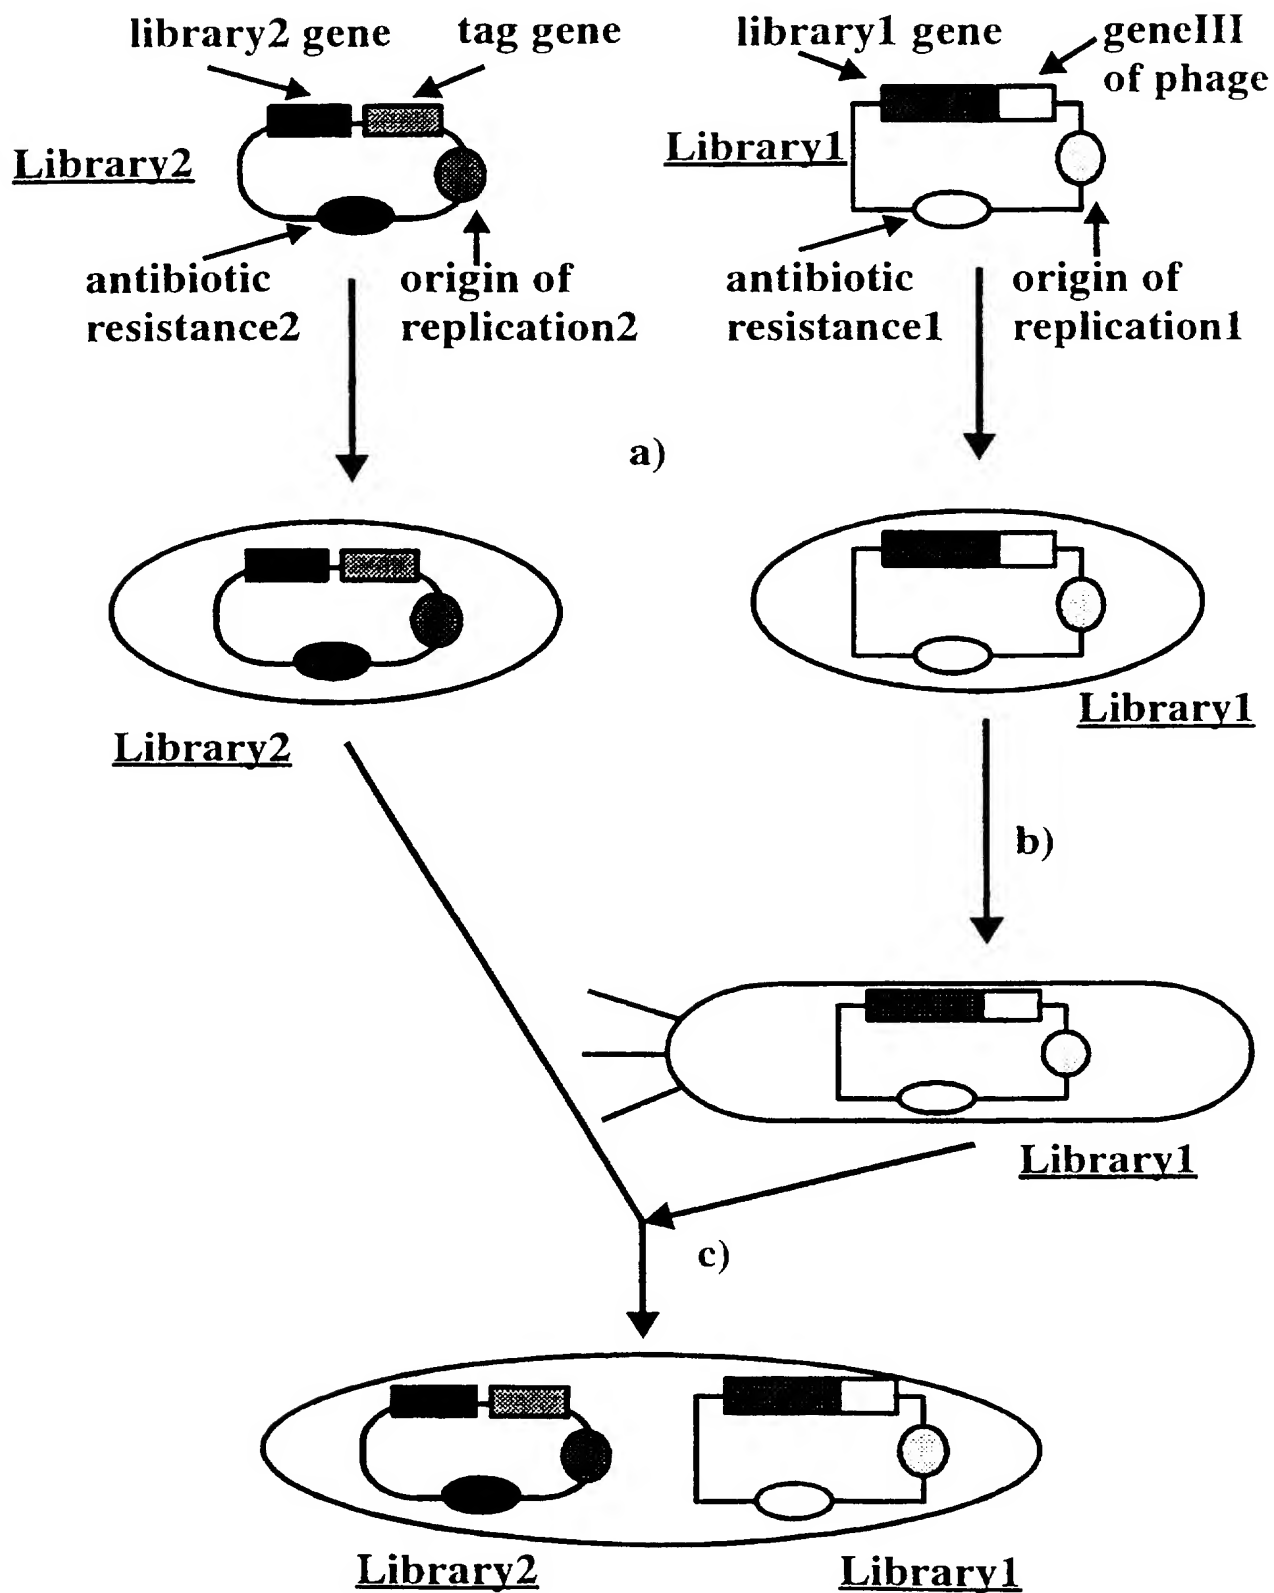 library2 gene
tag gene
library1 gene
geneIII
of phage
Library2
Library1
antibiotic
resistance2
origin of
replication2
antibiotic
resistance1
origin of
replication1
a)
Library2
Library1
b)
Library1
c)
Library2
Library1